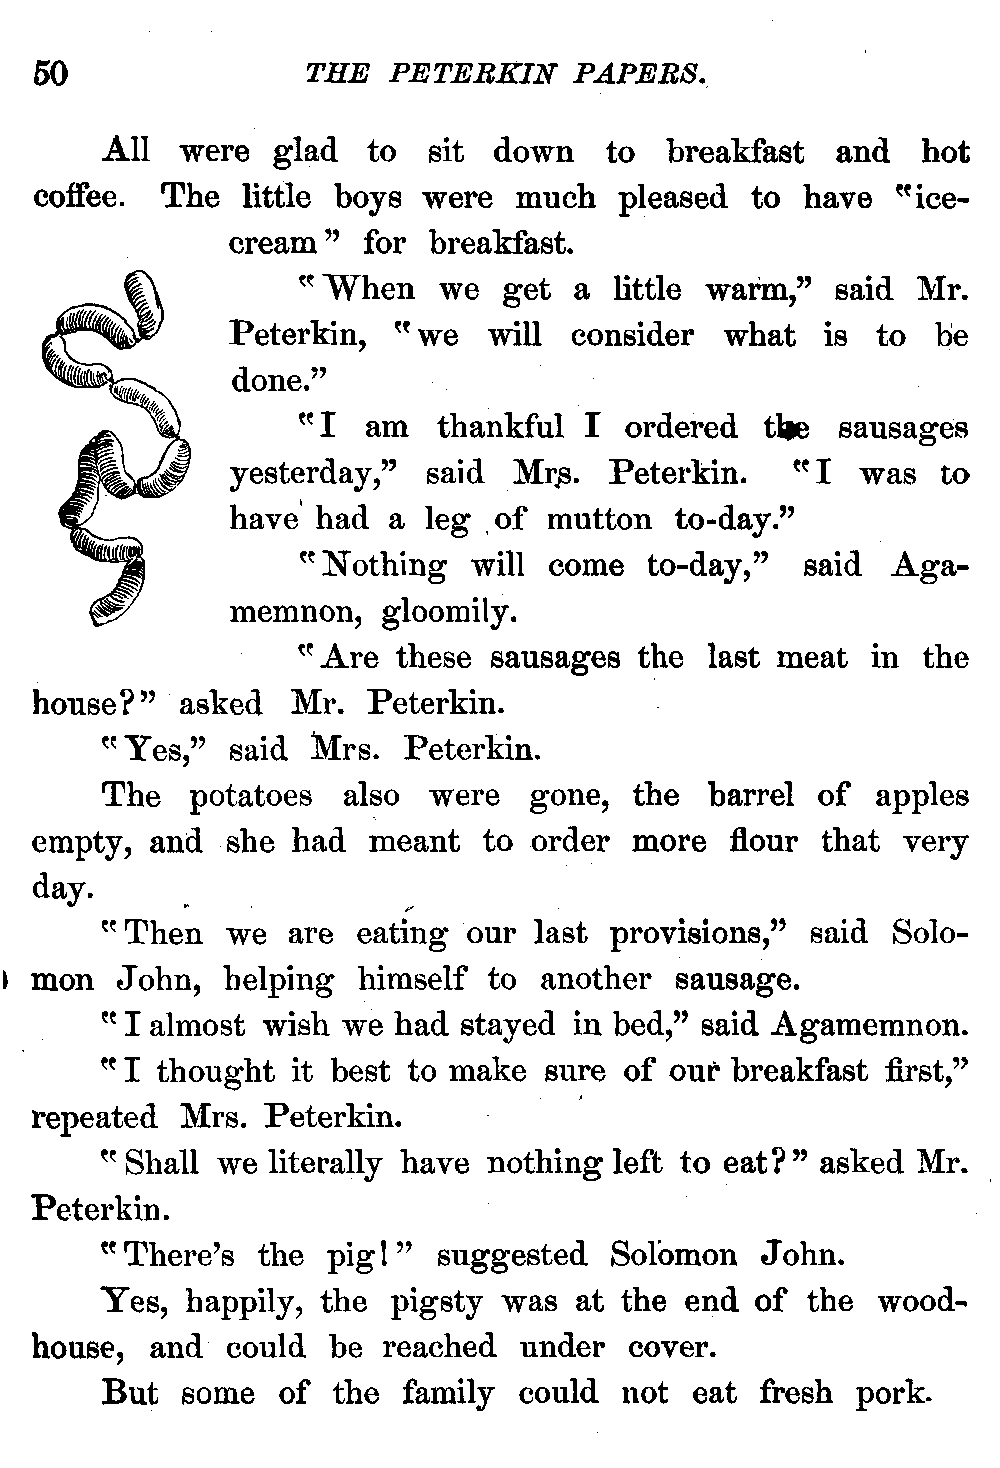 50 THE PETERKIN PAPERS.
All were glad to sit down to breakfast and hot
coffee. The little boys were much pleased to have "ice-
cream" for breakfast.
"When we get a little warm," said Mr.
Peterkin, "we will consider what is to be
done."
"I am thankful I ordered the sausages
yesterday," said Mrs. Peterkin. "I was to
have had a leg of mutton to-day."
"Nothing will come to-day," said Aga-
memnon, gloomily.
"Are these sausages the last meat in the
house?" asked Mr. Peterkin.
"Yes," said Mrs. Peterkin.
The potatoes also were gone, the barrel of apples
empty, and she had meant to order more flour that very
day.
"Then we are eating our last provisions," said Solo-
mon John, helping himself to another sausage.
"I almost wish we had stayed in bed," said Agamemnon.
"I thought it best to make sure of our breakfast first,"
repeated Mrs. Peterkin.
"Shall we literally have nothing left to eat?" asked Mr.
Peterkin.
"There's the pig!" suggested Solomon John.
Yes, happily, the pigsty was at the end of the wood-
house, and could be reached under cover.
But some of the family could not eat fresh pork.